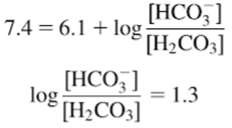 7.4 = 6.1 + log [HCO₃⁻] / [H₂CO₃]
log [HCO₃⁻] / [H₂CO₃] = 1.3